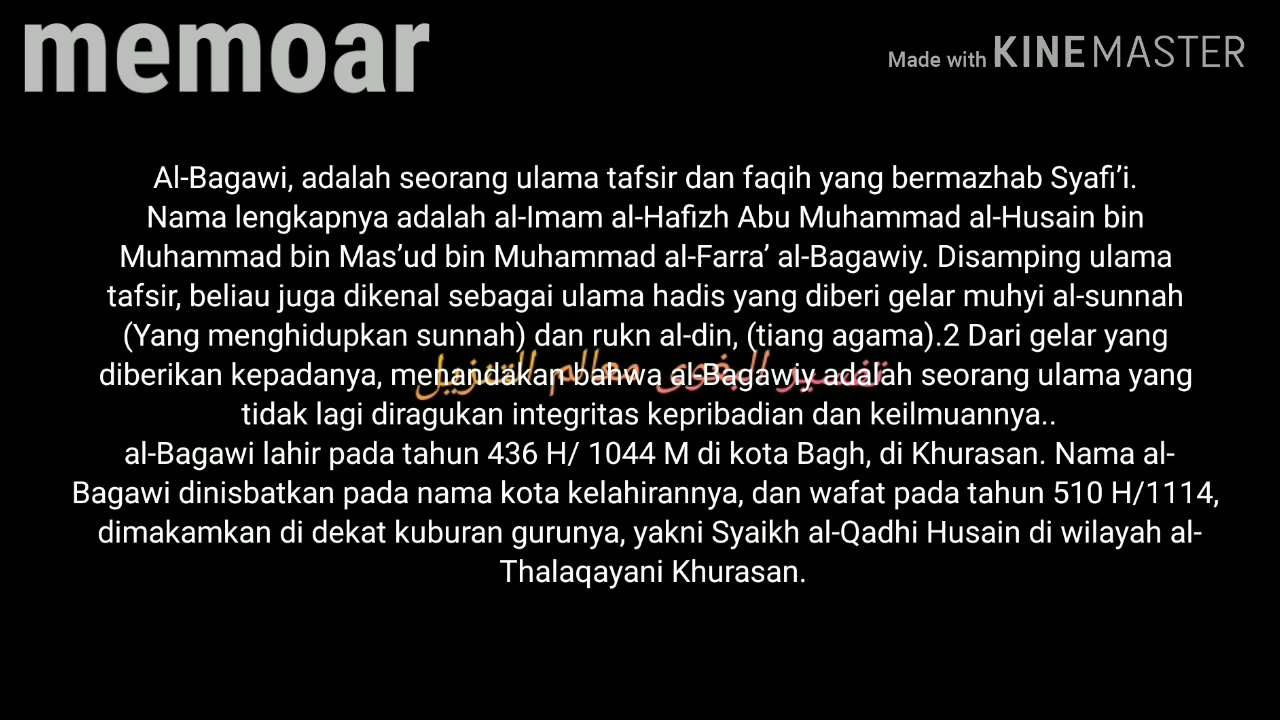 memoar
Made with KINEMASTER
Al-Bagawi, adalah seorang ulama tafsir dan faqih yang bermazhab Syafi’i.
Nama lengkapnya adalah al-Imam al-Hafizh Abu Muhammad al-Husain bin
Muhammad bin Mas’ud bin Muhammad al-Farra’ al-Bagawiy. Disamping ulama
tafsir, beliau juga dikenal sebagai ulama hadis yang diberi gelar muhyi al-sunnah
(Yang menghidupkan sunnah) dan rukn al-din, (tiang agama).2 Dari gelar yang
تفسير البغوى معالم التنزيل
diberikan kepadanya, menandakan bahwa al-Bagawiy adalah seorang ulama yang
tidak lagi diragukan integritas kepribadian dan keilmuannya..
al-Bagawi lahir pada tahun 436 H/ 1044 M di kota Bagh, di Khurasan. Nama al-
Bagawi dinisbatkan pada nama kota kelahirannya, dan wafat pada tahun 510 H/1114,
dimakamkan di dekat kuburan gurunya, yakni Syaikh al-Qadhi Husain di wilayah al-
Thalaqayani Khurasan.